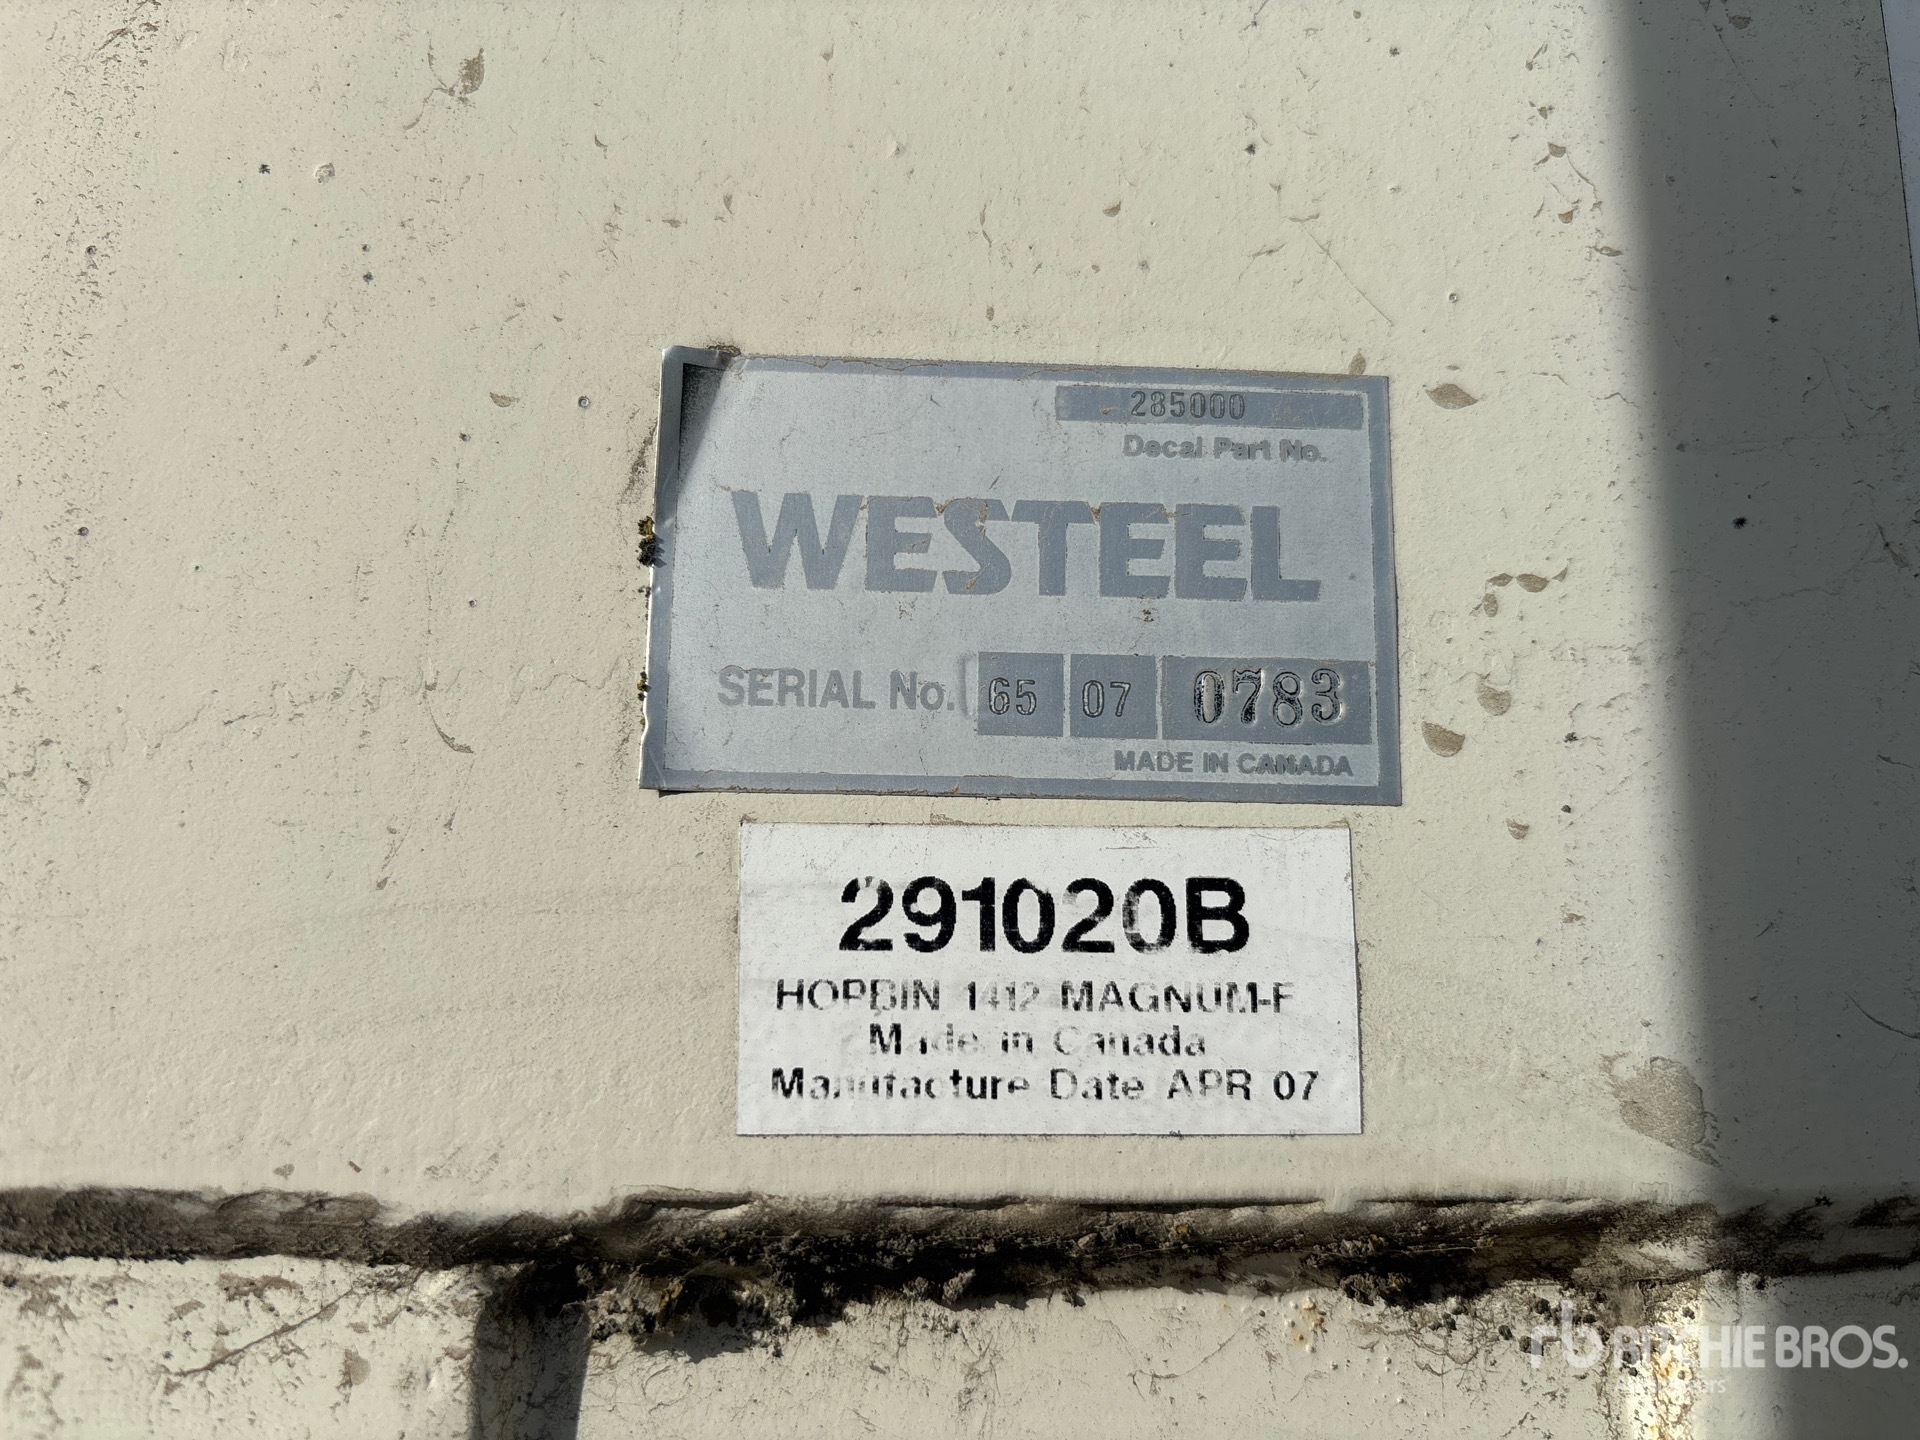 285000
Decal Part No.
WESTEEL
SERIAL No. 65 07 0783
MADE IN CANADA
291020B
HOPBIN 1412 MAGNUM-F
Made in Canada
Manufacture Date APR 07
rb RITCHIE BROS.